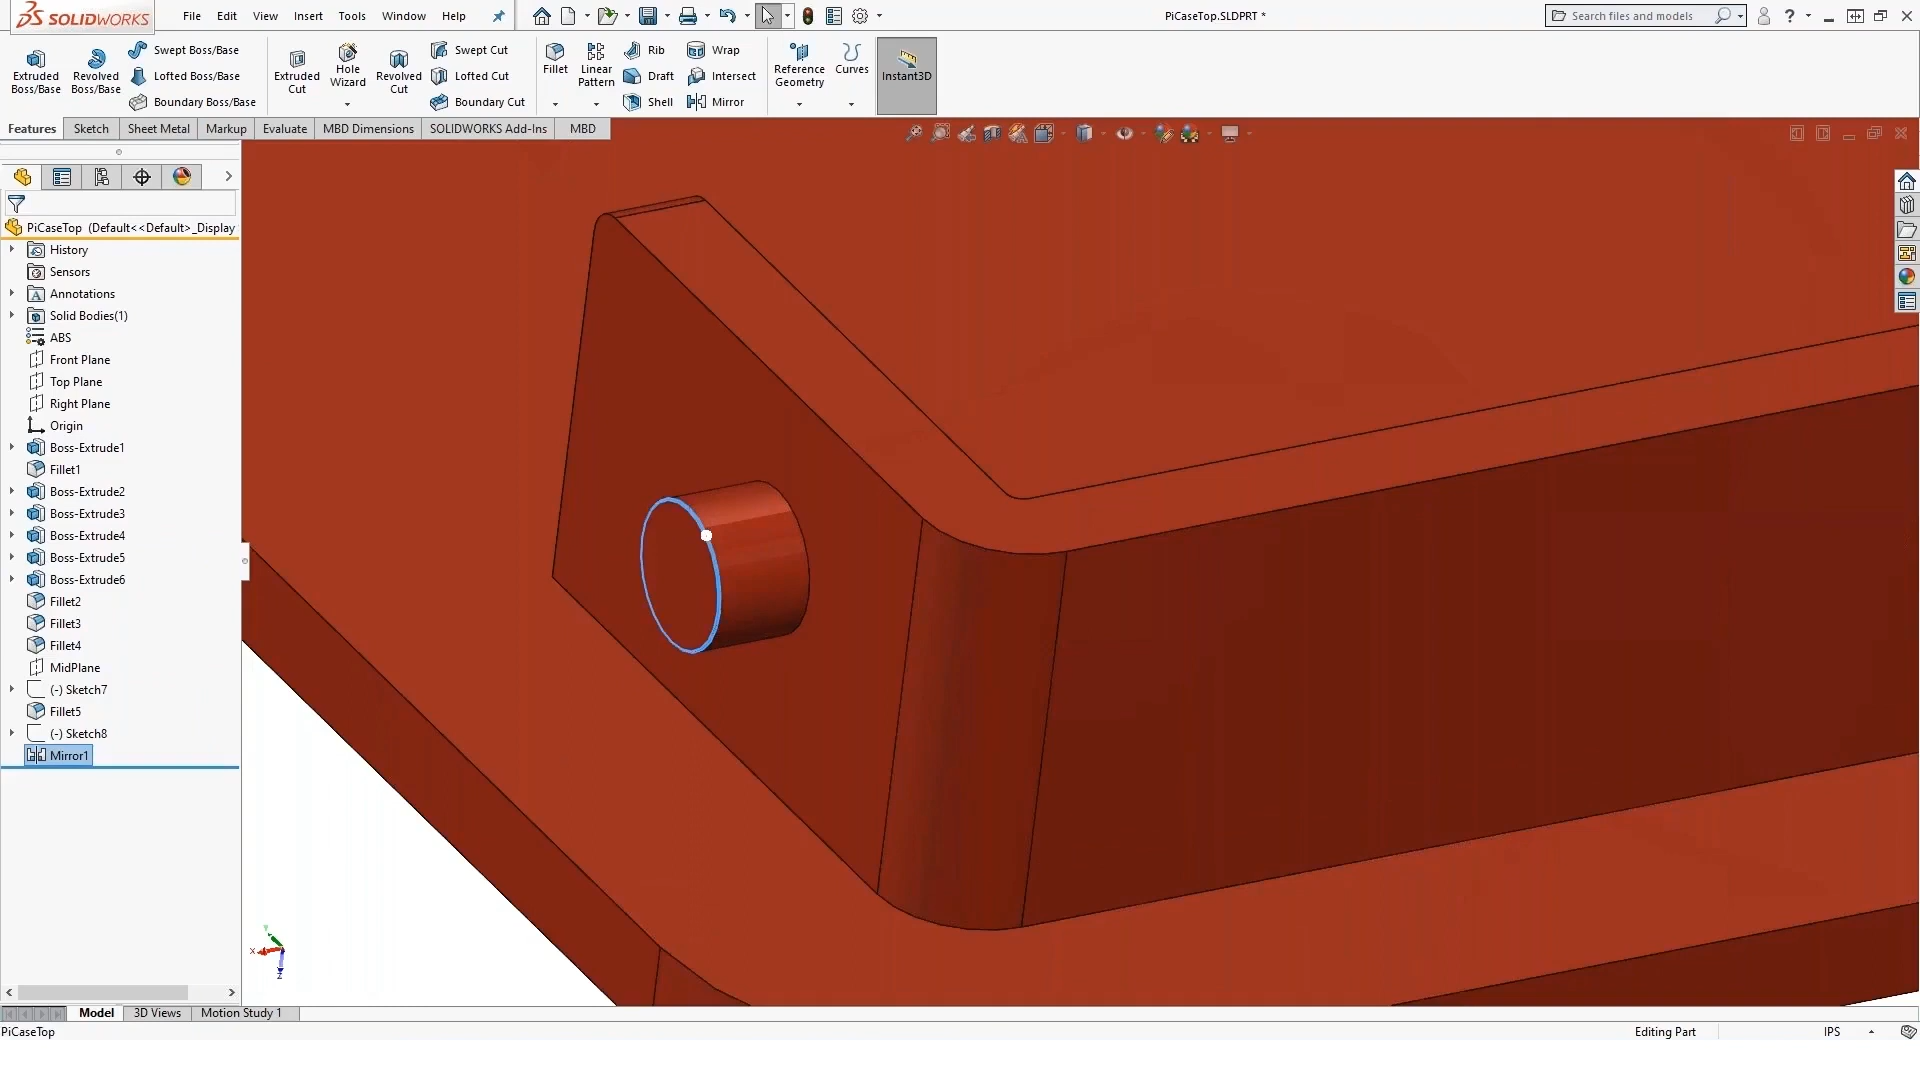 SOLIDWORKS File Edit View Insert Tools Window Help PiCaseTop.SLDPRT * Search files and models ?
Extruded Boss/Base
Revolved Boss/Base
Swept Boss/Base
Lofted Boss/Base
Boundary Boss/Base
Extruded Cut
Hole Wizard
Revolved Cut
Swept Cut
Lofted Cut
Boundary Cut
Fillet
Linear Pattern
Rib
Draft
Shell
Wrap
Intersect
Mirror
Reference Geometry
Curves
Instant3D
Features Sketch Sheet Metal Markup Evaluate MBD Dimensions SOLIDWORKS Add-Ins MBD
PiCaseTop (Default<<Default>_Display
History
Sensors
Annotations
Solid Bodies(1)
ABS
Front Plane
Top Plane
Right Plane
Origin
Boss-Extrude1
Fillet1
Boss-Extrude2
Boss-Extrude3
Boss-Extrude4
Boss-Extrude5
Boss-Extrude6
Fillet2
Fillet3
Fillet4
MidPlane
(-) Sketch7
Fillet5
(-) Sketch8
Mirror1
Y
X
Z
Model 3D Views Motion Study 1
PiCaseTop Editing Part IPS